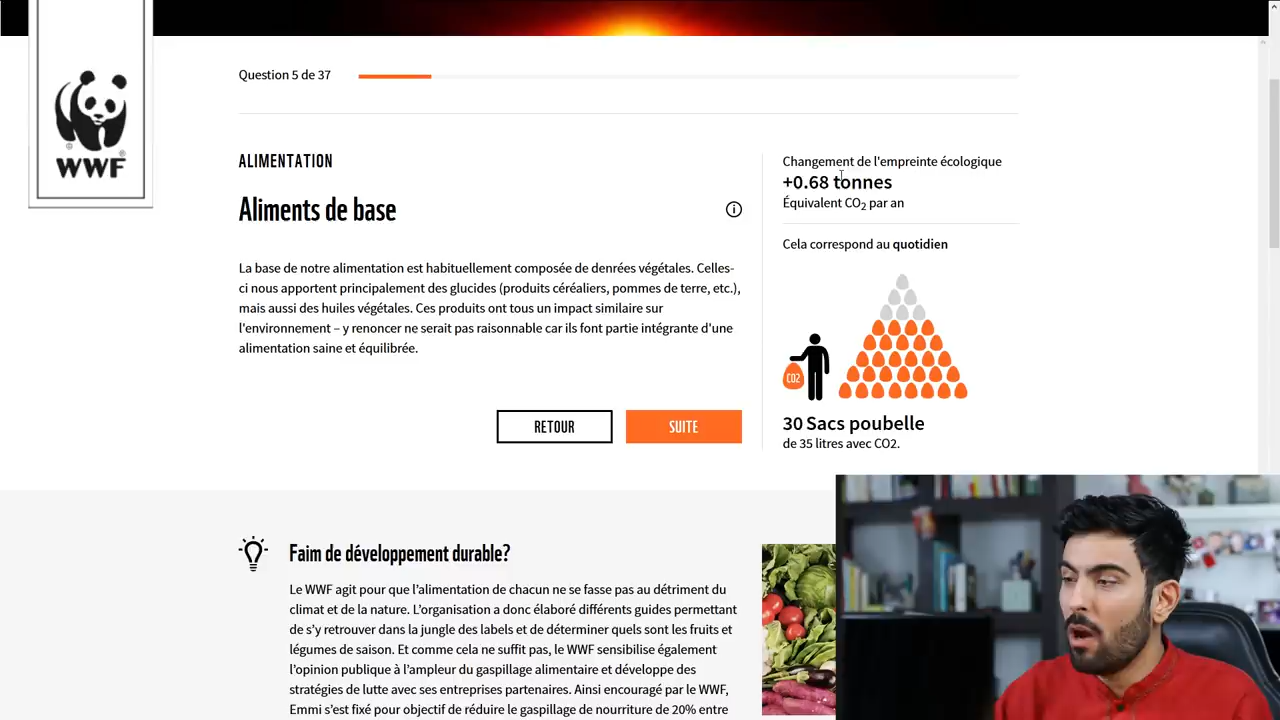 WWF
Question 5 de 37
ALIMENTATION
Aliments de base
La base de notre alimentation est habituellement composée de denrées végétales. Celles-
ci nous apportent principalement des glucides (produits céréaliers, pommes de terre, etc.),
mais aussi des huiles végétales. Ces produits ont tous un impact similaire sur
l'environnement – y renoncer ne serait pas raisonnable car ils font partie intégrante d'une
alimentation saine et équilibrée.
RETOUR
SUITE
Changement de l'empreinte écologique
+0.68 tonnes
Équivalent CO2 par an
Cela correspond au quotidien
CO2
30 Sacs poubelle
de 35 litres avec CO2.
Faim de développement durable?
Le WWF agit pour que l'alimentation de chacun ne se fasse pas au détriment du
climat et de la nature. L'organisation a donc élaboré différents guides permettant
de s'y retrouver dans la jungle des labels et de déterminer quels sont les fruits et
légumes de saison. Et comme cela ne suffit pas, le WWF sensibilise également
l'opinion publique à l'ampleur du gaspillage alimentaire et développe des
stratégies de lutte avec ses entreprises partenaires. Ainsi encouragé par le WWF,
Emmi s'est fixé pour objectif de réduire le gaspillage de nourriture de 20% entre